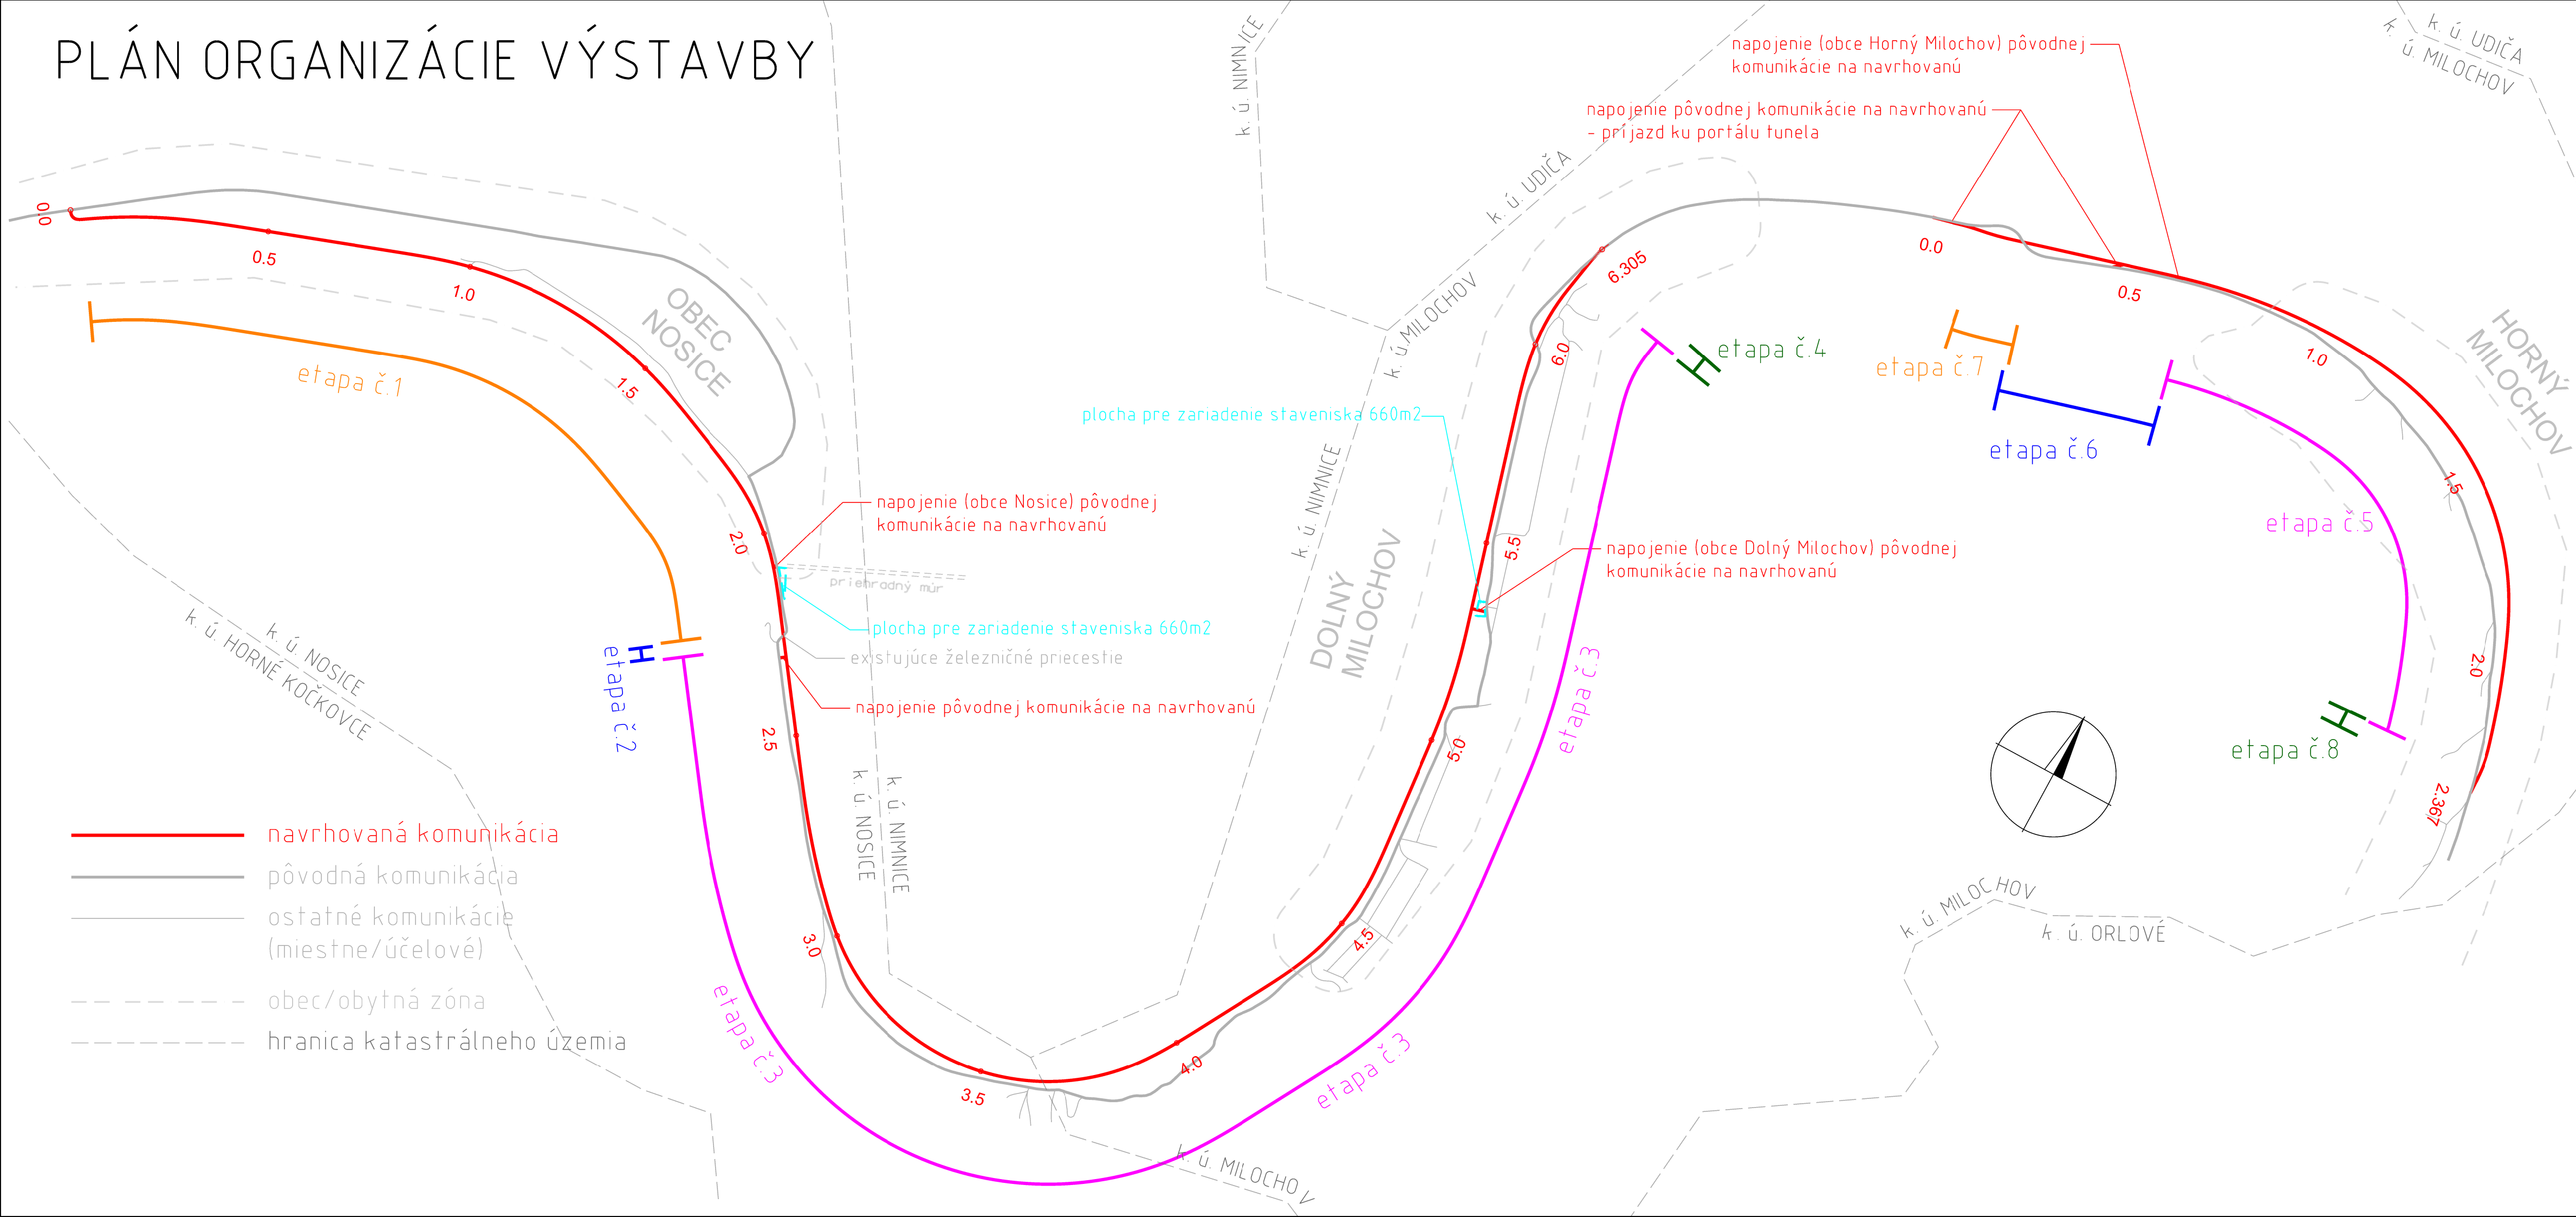 PLÁN ORGANIZÁCIE VÝSTAVBY
k. ú. NIMNICE
napojenie (obce Horný Milochov) pôvodnej
komunikácie na navrhovanú
k. ú. UDIČA
k. ú. MILOCHOV
napojenie pôvodnej komunikácie na navrhovanú
- príjazd ku portálu tunela
k. ú. UDIČA
k. ú. MILOCHOV
0.0
0.5
1.0
1.5
2.0
2.5
3.0
3.5
4.0
4.5
5.0
5.5
6.0
6.305
0.0
0.5
1.0
1.5
2.0
2.367
OBEC
NOSICE
HORNÝ
MILOCHOV
etapa č.1
etapa č.4
etapa č.7
etapa č.6
etapa č.5
plocha pre zariadenie staveniska 660m2
napojenie (obce Nosice) pôvodnej
komunikácie na navrhovanú
k. ú. NIMNICE
DOLNÝ
MILOCHOV
napojenie (obce Dolný Milochov) pôvodnej
komunikácie na navrhovanú
priehradný múr
plocha pre zariadenie staveniska 660m2
existujúce železničné priecestie
napojenie pôvodnej komunikácie na navrhovanú
k. ú. NOSICE
k. ú. HORNÉ KOČKOVCE
etapa č.2
etapa č.3
etapa č.8
k. ú. NOSICE
k. ú. NIMNICE
navrhovaná komunikácia
pôvodná komunikácia
ostatné komunikácie
(miestne/účelové)
obec/obytná zóna
hranica katastrálneho územia
etapa č.3
etapa č.3
k. ú. MILOCHOV
k. ú. ORLOVÉ
k. ú. MILOCHOV